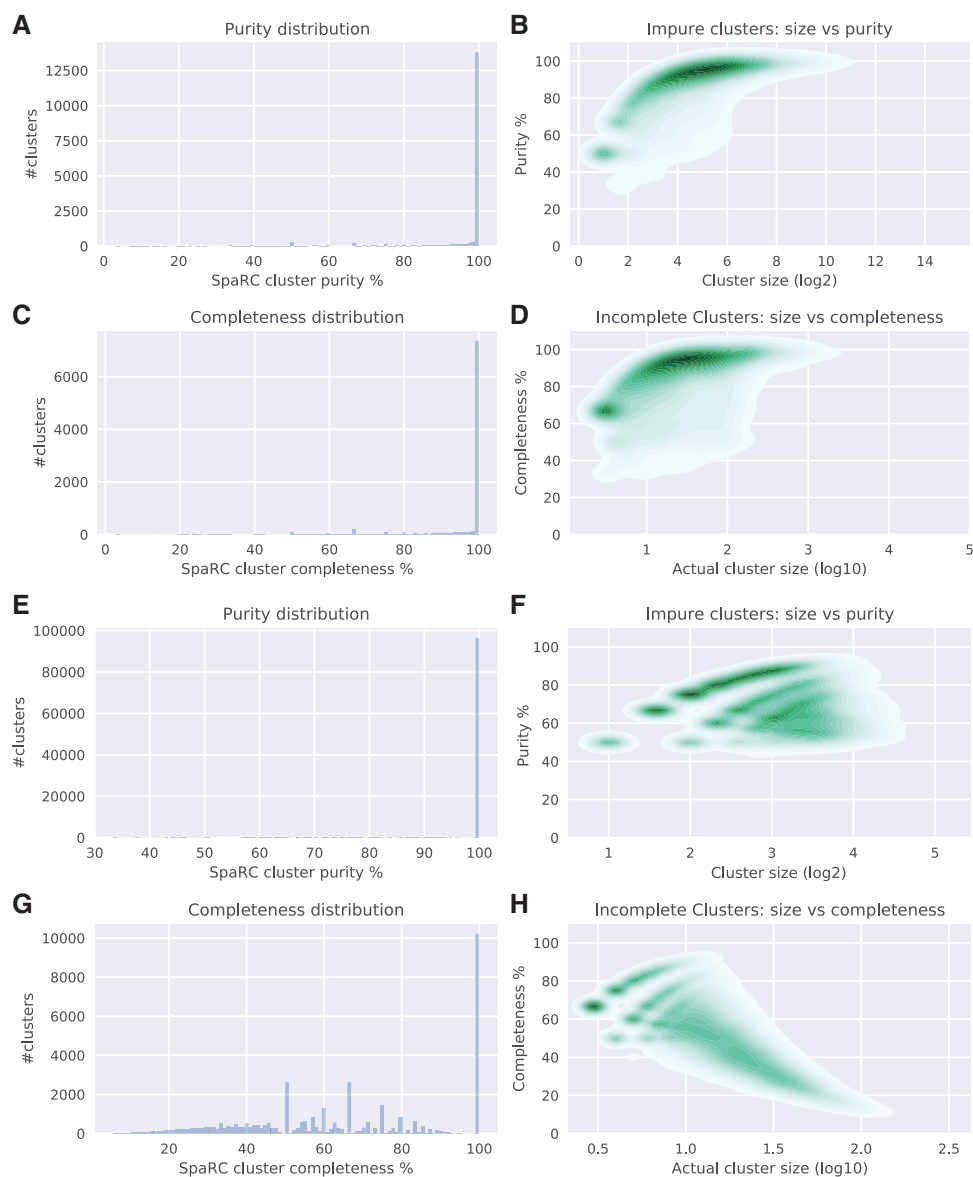 A
Purity distribution
12500
10000
7500
5000
2500
0
#clusters
0 20 40 60 80 100
SpaRC cluster purity %
B
Impure clusters: size vs purity
100
80
60
40
20
0
Purity %
0 2 4 6 8 10 12 14
Cluster size (log2)
C
Completeness distribution
6000
4000
2000
0
#clusters
0 20 40 60 80 100
SpaRC cluster completeness %
D
Incomplete Clusters: size vs completeness
100
80
60
40
20
0
Completeness %
1 2 3 4 5
Actual cluster size (log10)
E
Purity distribution
100000
80000
60000
40000
20000
0
#clusters
30 40 50 60 70 80 90 100
SpaRC cluster purity %
F
Impure clusters: size vs purity
100
80
60
40
20
0
Purity %
1 2 3 4 5
Cluster size (log2)
G
Completeness distribution
10000
8000
6000
4000
2000
0
#clusters
20 40 60 80 100
SpaRC cluster completeness %
H
Incomplete Clusters: size vs completeness
100
80
60
40
20
0
Completeness %
0.5 1.0 1.5 2.0 2.5
Actual cluster size (log10)